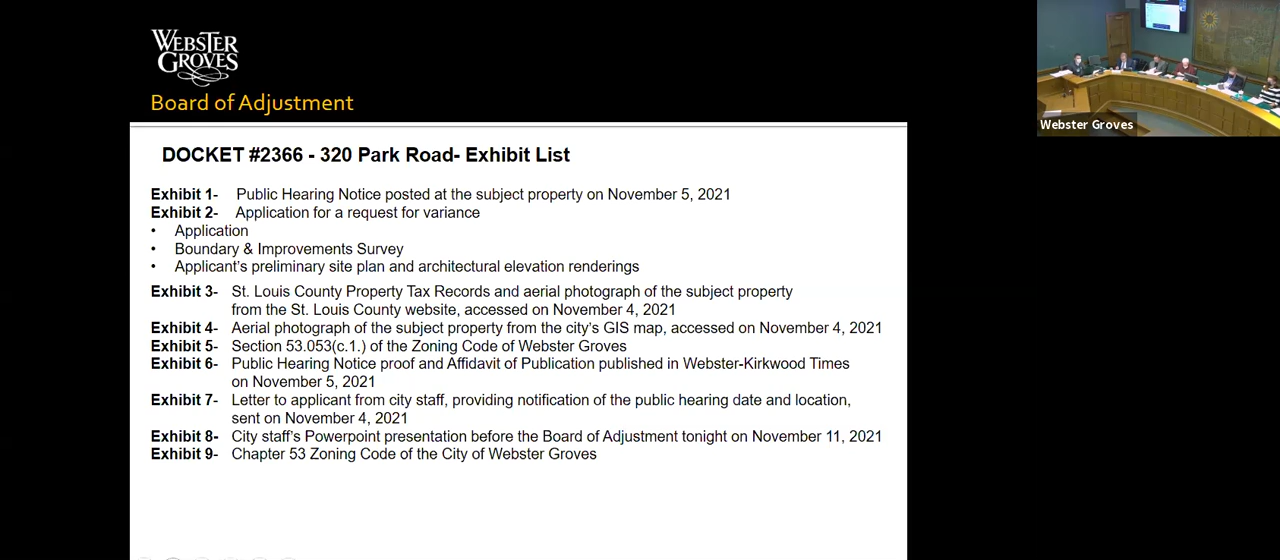 WEBSTER
GROVES
Board of Adjustment
Webster Groves
DOCKET #2366 - 320 Park Road- Exhibit List
Exhibit 1- Public Hearing Notice posted at the subject property on November 5, 2021
Exhibit 2- Application for a request for variance
• Application
• Boundary & Improvements Survey
• Applicant's preliminary site plan and architectural elevation renderings
Exhibit 3- St. Louis County Property Tax Records and aerial photograph of the subject property
from the St. Louis County website, accessed on November 4, 2021
Exhibit 4- Aerial photograph of the subject property from the city's GIS map, accessed on November 4, 2021
Exhibit 5- Section 53.053(c.1.) of the Zoning Code of Webster Groves
Exhibit 6- Public Hearing Notice proof and Affidavit of Publication published in Webster-Kirkwood Times
on November 5, 2021
Exhibit 7- Letter to applicant from city staff, providing notification of the public hearing date and location,
sent on November 4, 2021
Exhibit 8- City staff's Powerpoint presentation before the Board of Adjustment tonight on November 11, 2021
Exhibit 9- Chapter 53 Zoning Code of the City of Webster Groves